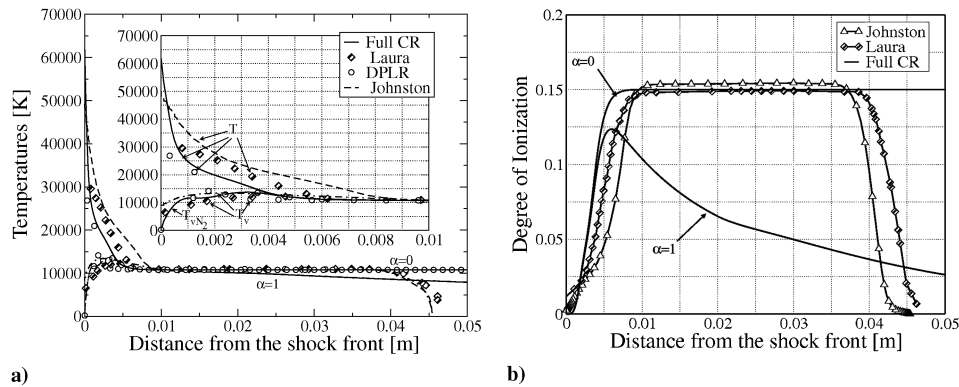 a)
Temperatures [K]
70000
60000
50000
40000
30000
20000
10000
0
0
0.01
0.02
0.03
0.04
0.05
Distance from the shock front [m]
70000
60000
50000
40000
30000
20000
10000
0
0
0.002
0.004
0.006
0.008
0.01
Full CR
Laura
DPLR
Johnston
T
TvN2
Tv
α=0
α=1
b)
Degree of Ionization
0.2
0.15
0.1
0.05
0
0
0.01
0.02
0.03
0.04
0.05
Distance from the shock front [m]
Johnston
Laura
Full CR
α=0
α=1